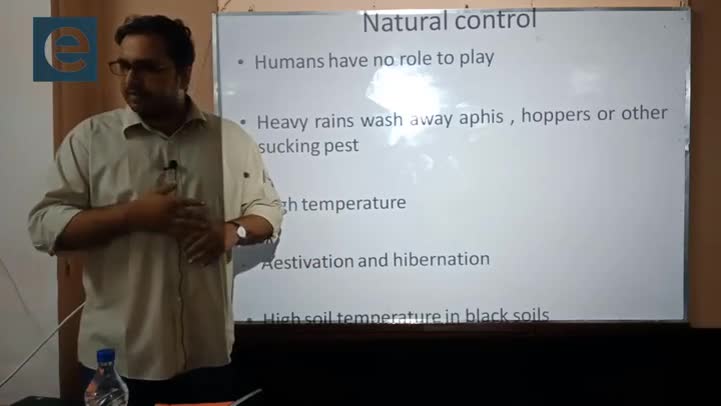 e
Natural control
• Humans have no role to play
• Heavy rains wash away aphis , hoppers or other
sucking pest
temperature
Aestivation and hibernation
• High soil temperature in black soils